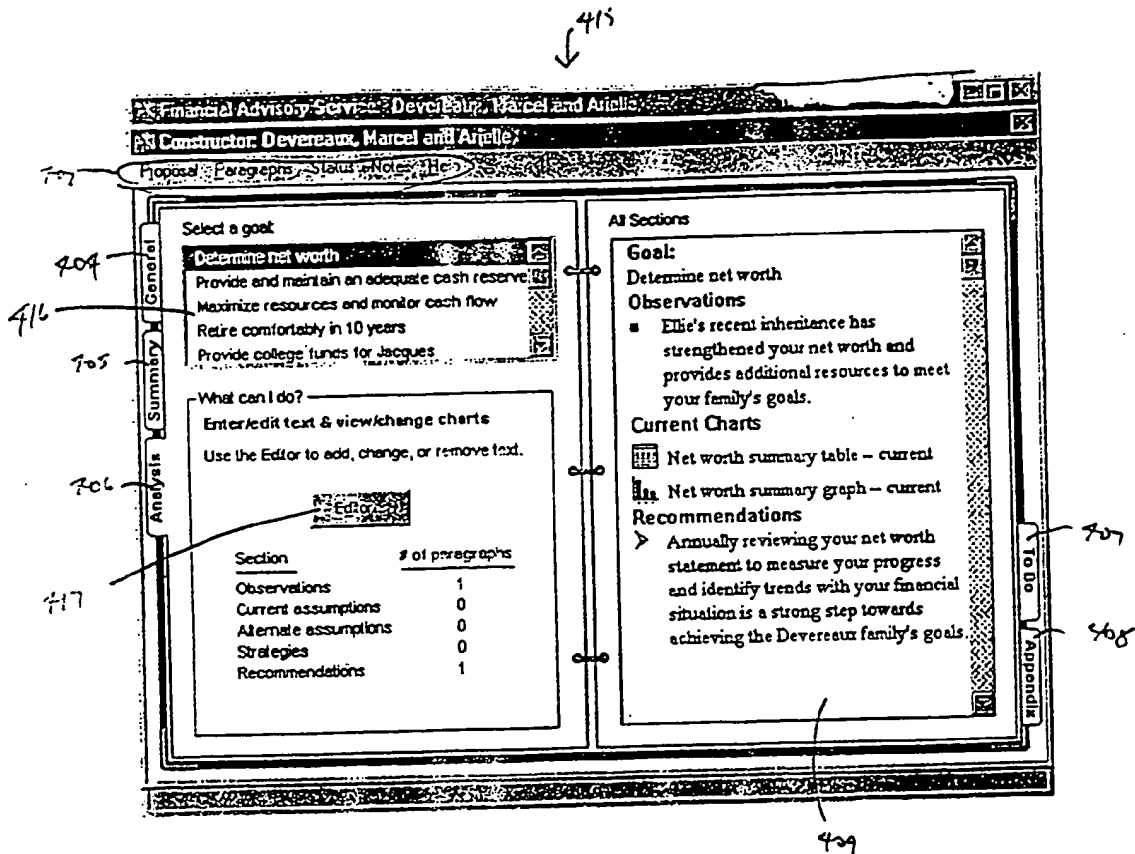 415
Financial Advisory Service - Devereaux, Marcel and Arielle
Constructor: Devereaux, Marcel and Arielle
Proposal Paragraphs Status Note
General
Summary
Analysis
404
416
405
406
417
Select a goal:
Determine net worth
Provide and maintain an adequate cash reserve
Maximize resources and monitor cash flow
Retire comfortably in 10 years
Provide college funds for Jacques
What can I do?
Enter/edit text & view/change charts
Use the Editor to add, change, or remove text.
Editor
Section # of paragraphs
Observations 1
Current assumptions 0
Alternate assumptions 0
Strategies 0
Recommendations 1
All Sections
Goal:
Determine net worth
Observations
▪ Ellie's recent inheritance has
strengthened your net worth and
provides additional resources to meet
your family's goals.
Current Charts
Net worth summary table – current
Net worth summary graph – current
Recommendations
Annually reviewing your net worth
statement to measure your progress
and identify trends with your financial
situation is a strong step towards
achieving the Devereaux family's goals.
To Do
Appendix
407
408
409